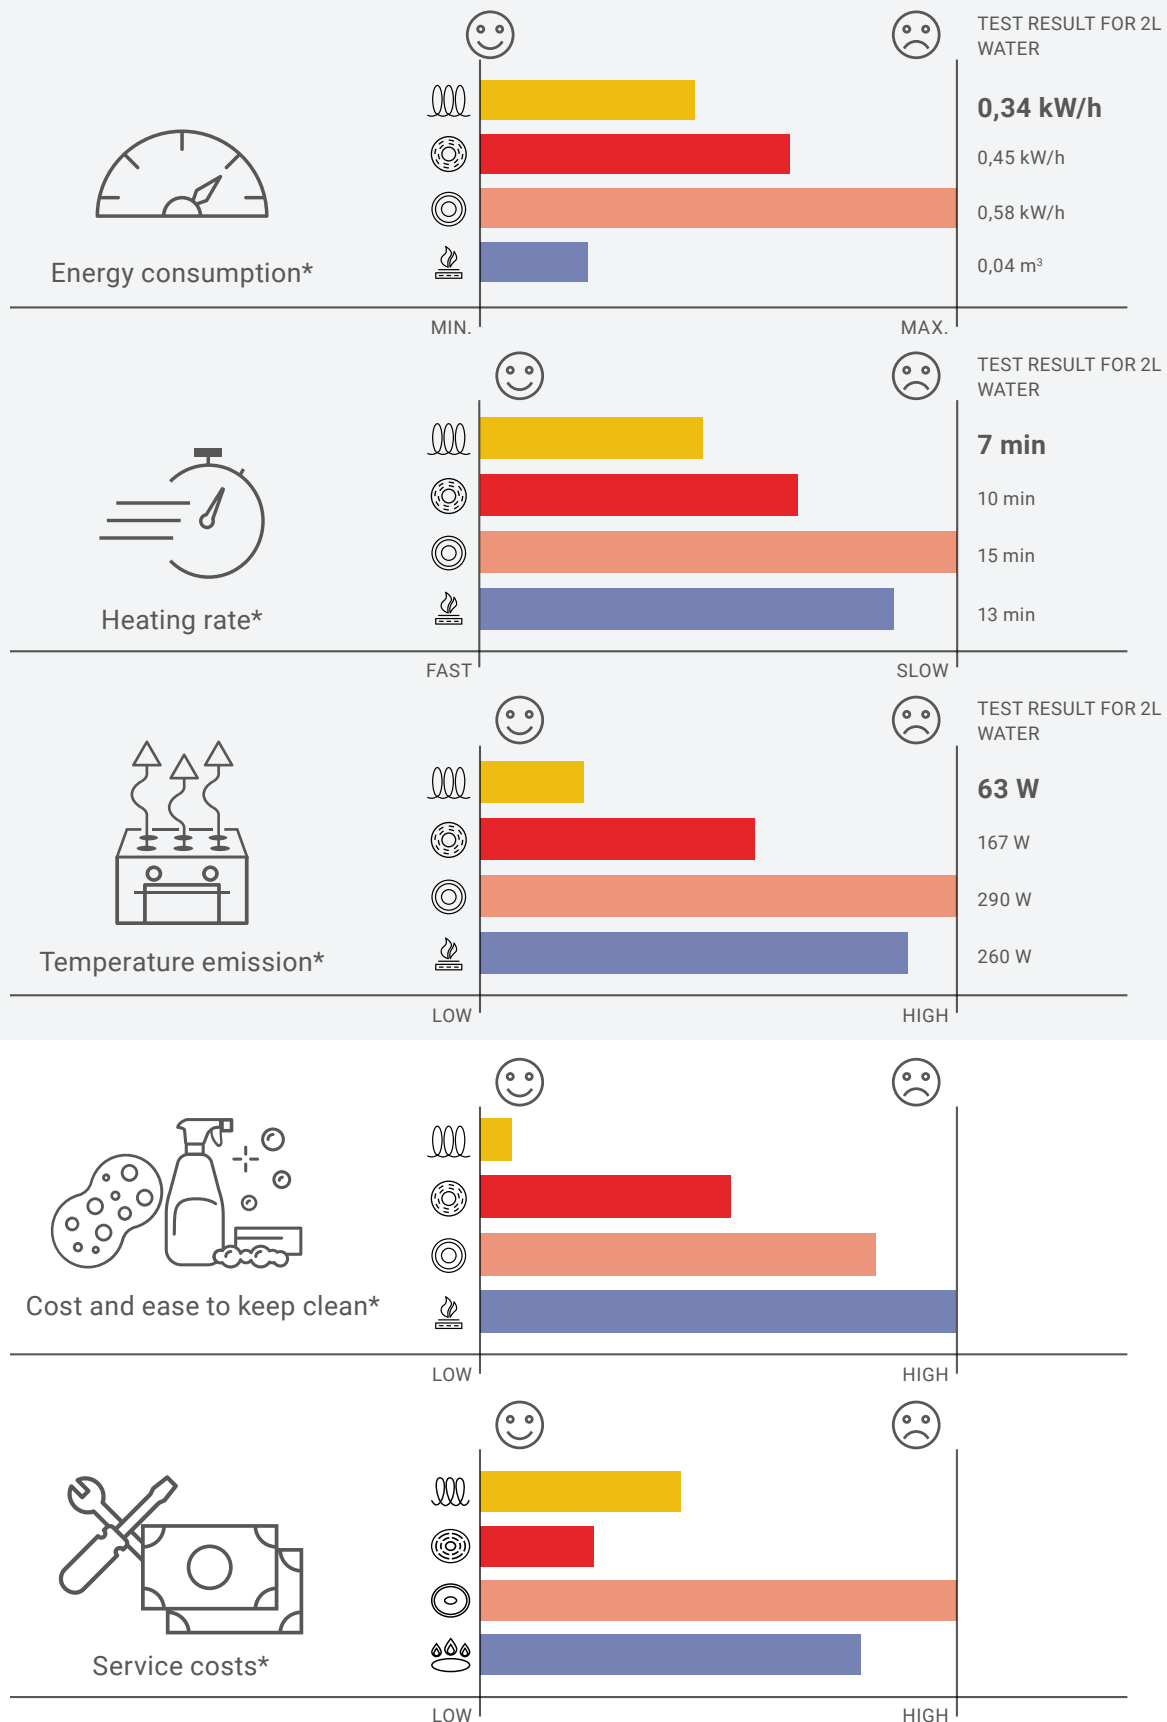 TEST RESULT FOR 2L
WATER
0,34 kW/h
0,45 kW/h
0,58 kW/h
0,04 m³
Energy consumption*
MIN.
MAX.
TEST RESULT FOR 2L
WATER
7 min
10 min
15 min
13 min
Heating rate*
FAST
SLOW
TEST RESULT FOR 2L
WATER
63 W
167 W
290 W
260 W
Temperature emission*
LOW
HIGH
Cost and ease to keep clean*
LOW
HIGH
Service costs*
LOW
HIGH